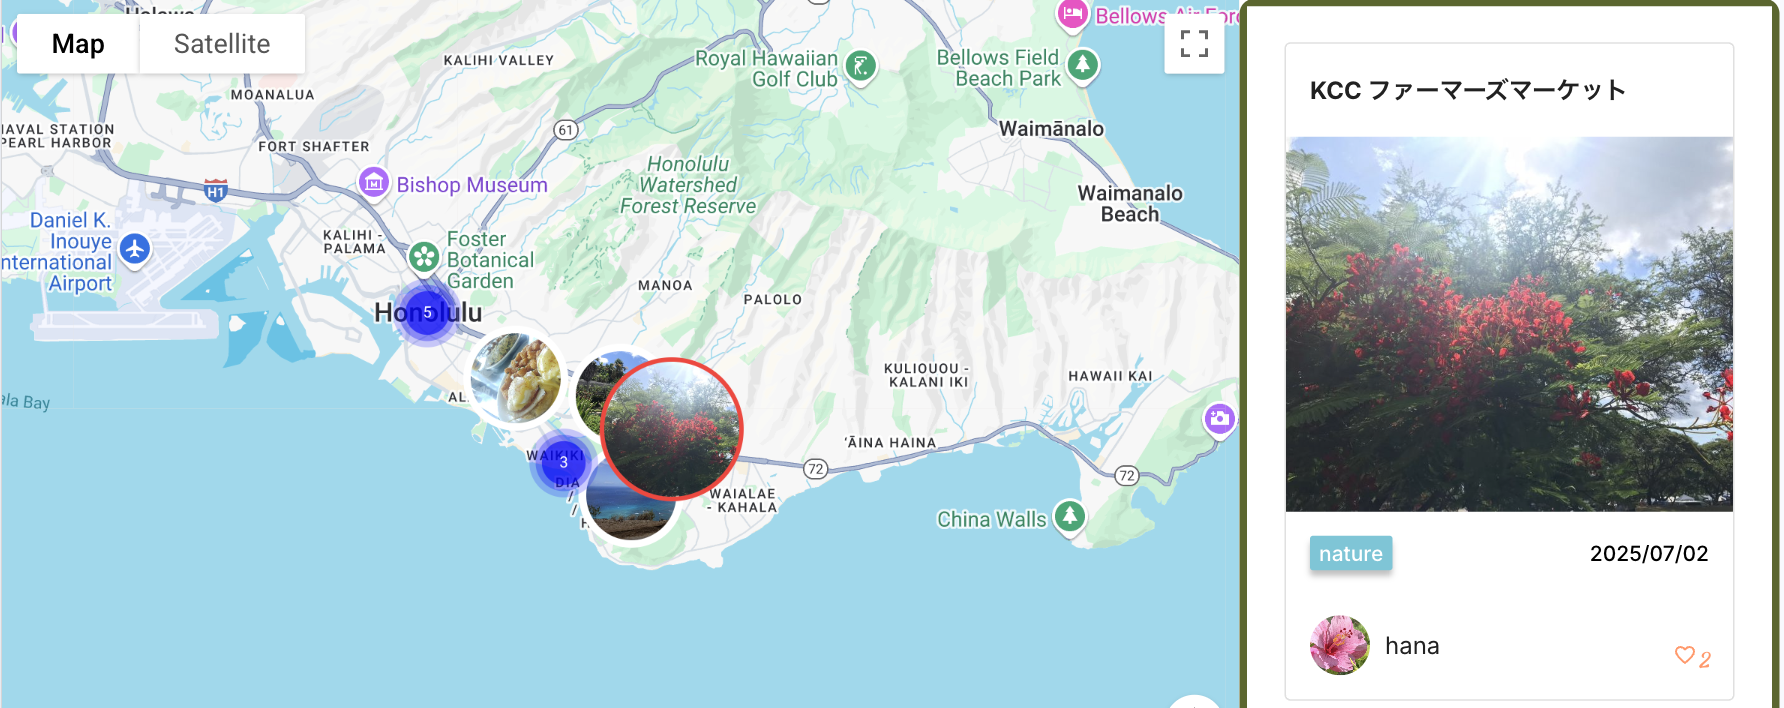 Map
Satellite
Bellows Air Forc
KALIHI VALLEY
Royal Hawaiian
Golf Club
Bellows Field
Beach Park
MOANALUA
61
Waimānalo
NAVAL STATION
PEARL HARBOR
FORT SHAFTER
Honolulu
Watershed
Forest Reserve
H1
Bishop Museum
Waimanalo
Beach
Daniel K.
Inouye
International
Airport
KALIHI -
PALAMA
Foster
Botanical
Garden
MANOA
PALOLO
Honolulu
5
KULIOUOU -
KALANI IKI
HAWAII KAI
ala Bay
AL
ʻĀINA HAINA
WAIKIKI
3
DIA
/
/
H
72
72
WAIALAE
- KAHALA
China Walls
KCC ファーマーズマーケット
nature
2025/07/02
hana
2